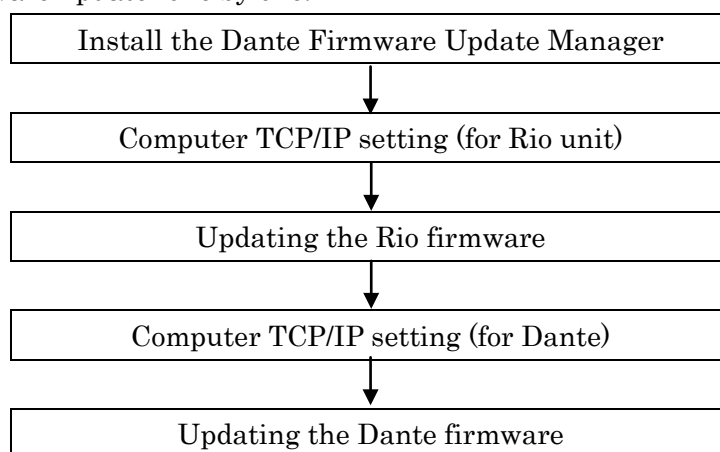 Install the Dante Firmware Update Manager
Computer TCP/IP setting (for Rio unit)
Updating the Rio firmware
Computer TCP/IP setting (for Dante)
Updating the Dante firmware